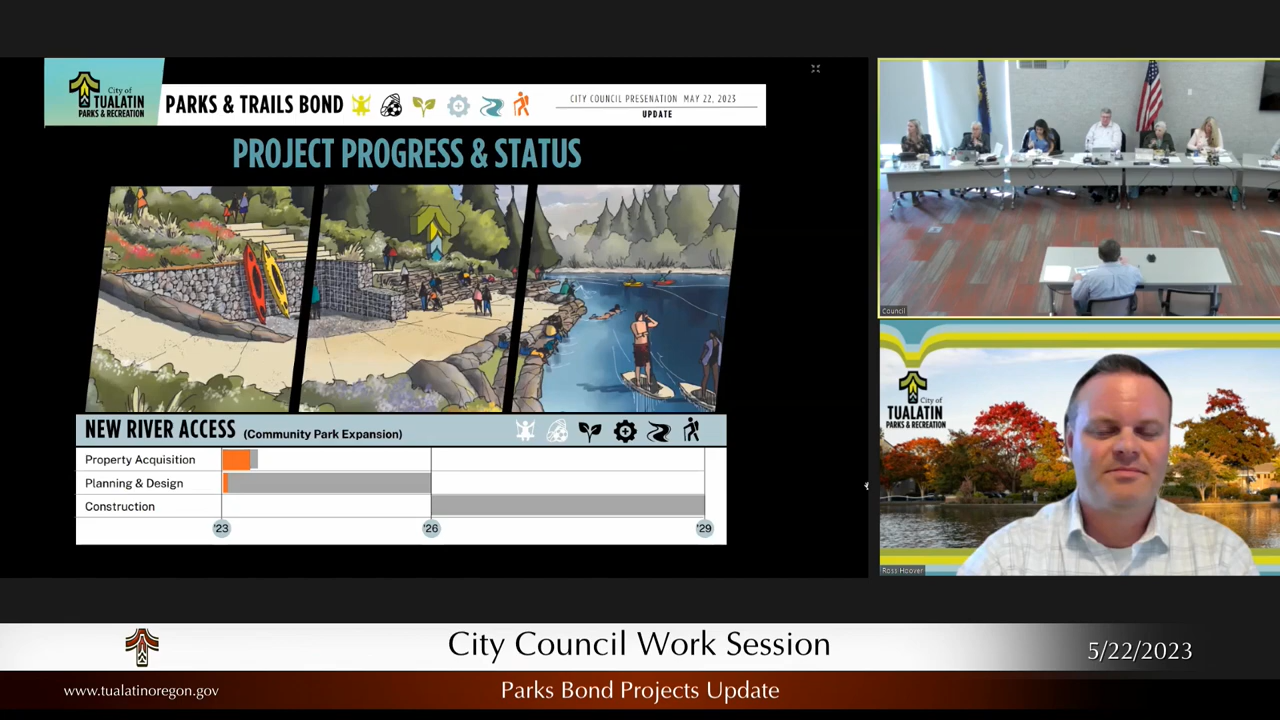 City of
TUALATIN
PARKS & RECREATION
PARKS & TRAILS BOND
CITY COUNCIL PRESENATION MAY 22, 2023
UPDATE
PROJECT PROGRESS & STATUS
NEW RIVER ACCESS (Community Park Expansion)
Property Acquisition
Planning & Design
Construction
'23
'26
'29
Council
City of
TUALATIN
PARKS & RECREATION
Ross Hoover
City Council Work Session
5/22/2023
www.tualatinoregon.gov
Parks Bond Projects Update